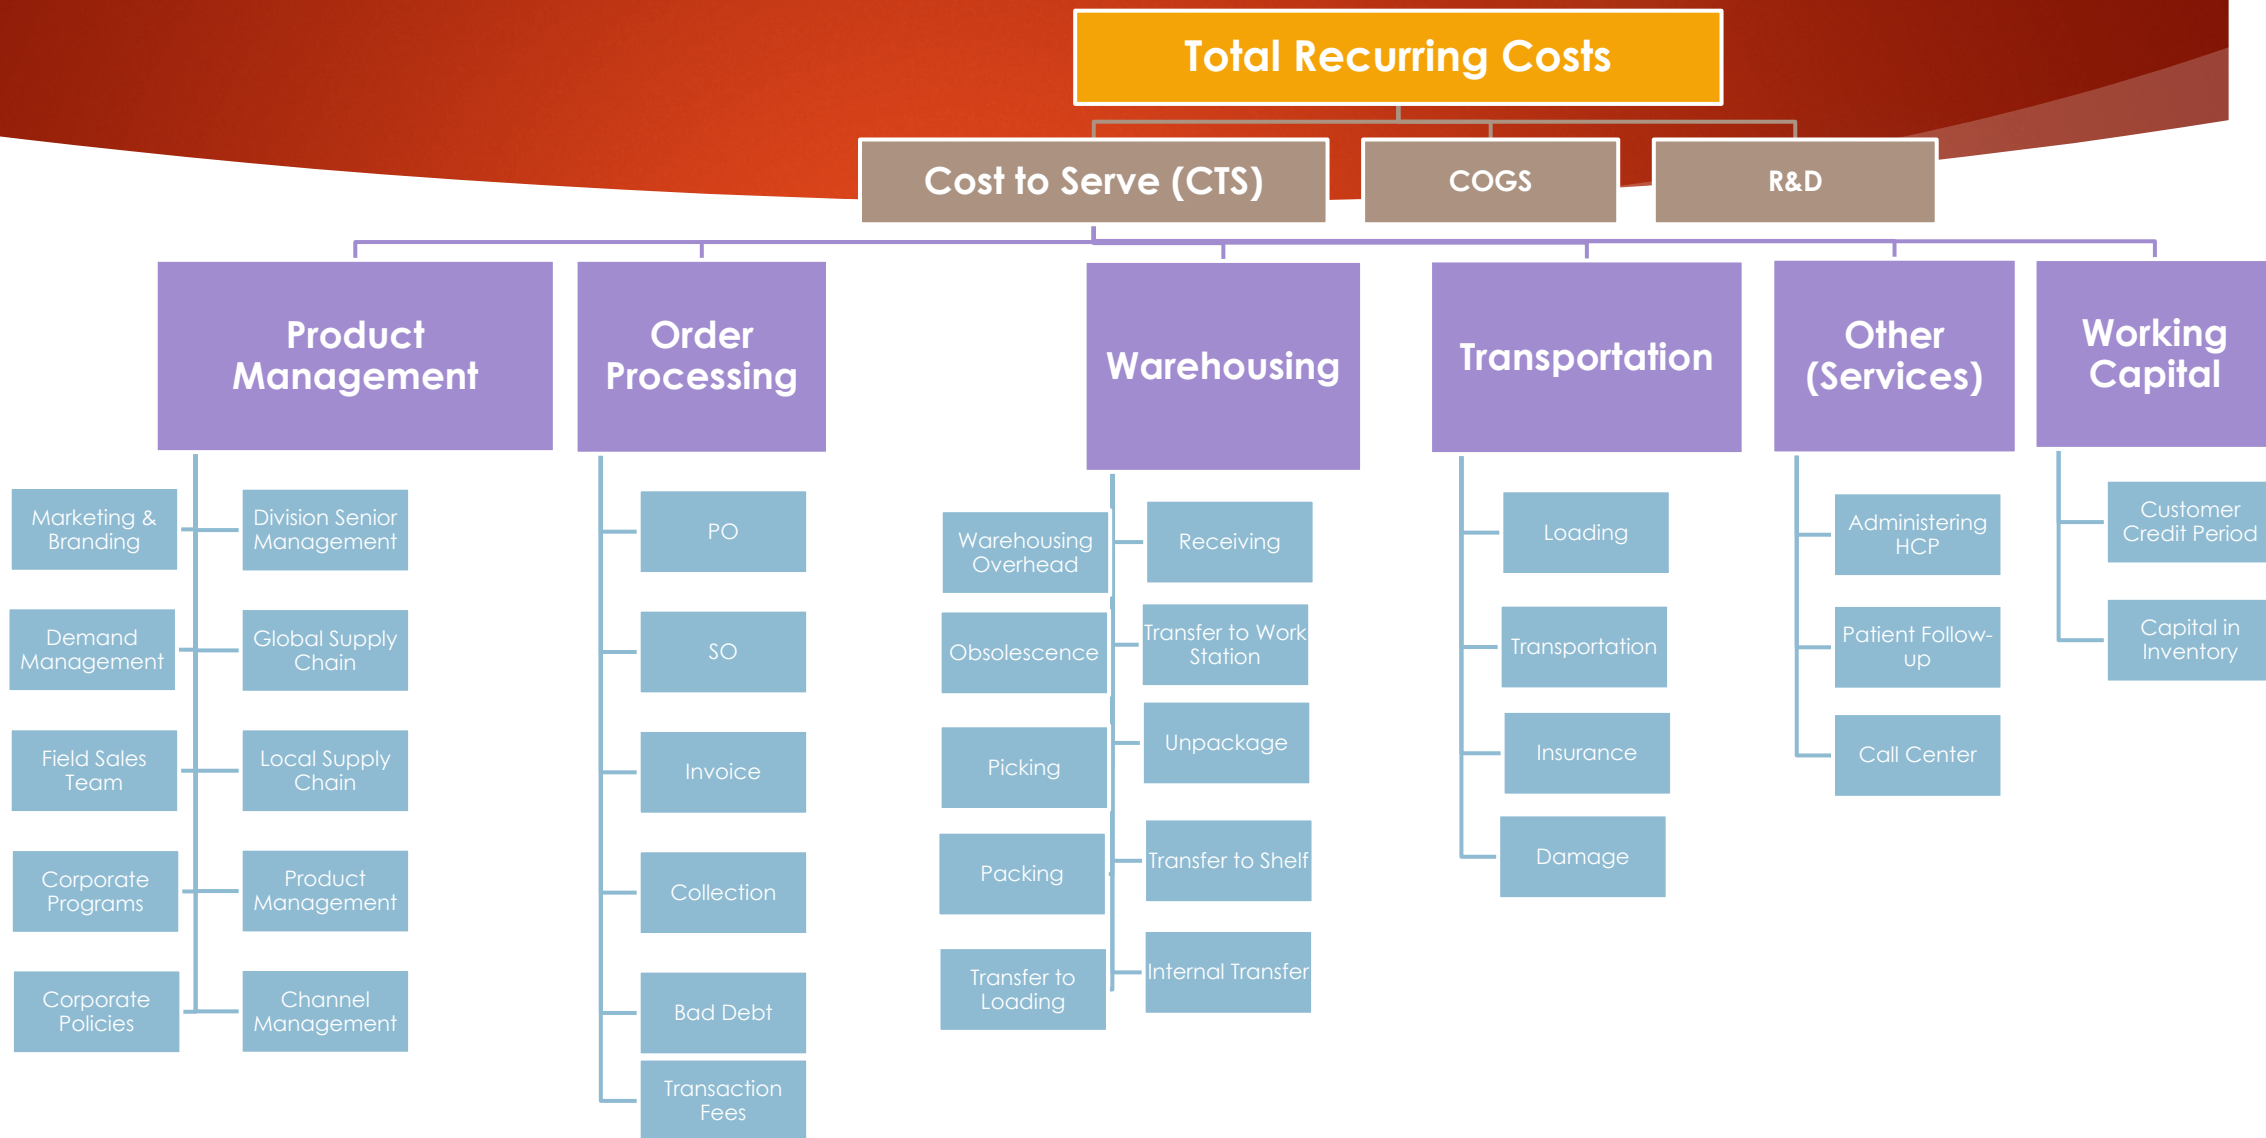 Total Recurring Costs
Cost to Serve (CTS)
COGS
R&D
Product
Management
Order
Processing
Warehousing
Transportation
Other
(Services)
Working
Capital
Marketing &
Branding
Division Senior
Management
Demand
Management
Global Supply
Chain
Field Sales
Team
Local Supply
Chain
Corporate
Programs
Product
Management
Corporate
Policies
Channel
Management
PO
SO
Invoice
Collection
Bad Debt
Transaction
Fees
Warehousing
Overhead
Receiving
Obsolescence
Transfer to Work
Station
Picking
Unpackage
Packing
Transfer to Shelf
Transfer to
Loading
Internal Transfer
Loading
Transportation
Insurance
Damage
Administering
HCP
Patient Follow-
up
Call Center
Customer
Credit Period
Capital in
Inventory